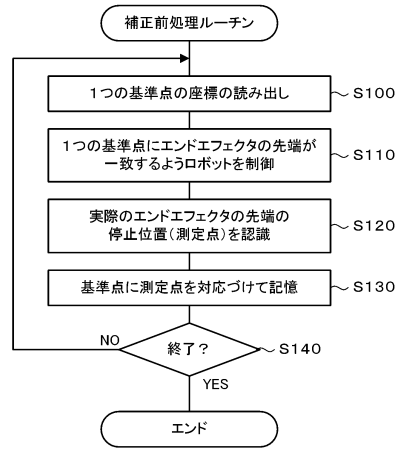 補正前処理ルーチン
１つの基準点の座標の読み出し
S100
１つの基準点にエンドエフェクタの先端が
一致するようロボットを制御
S110
実際のエンドエフェクタの先端の
停止位置(測定点)を認識
S120
基準点に測定点を対応づけて記憶
S130
終了？
S140
NO
YES
エンド